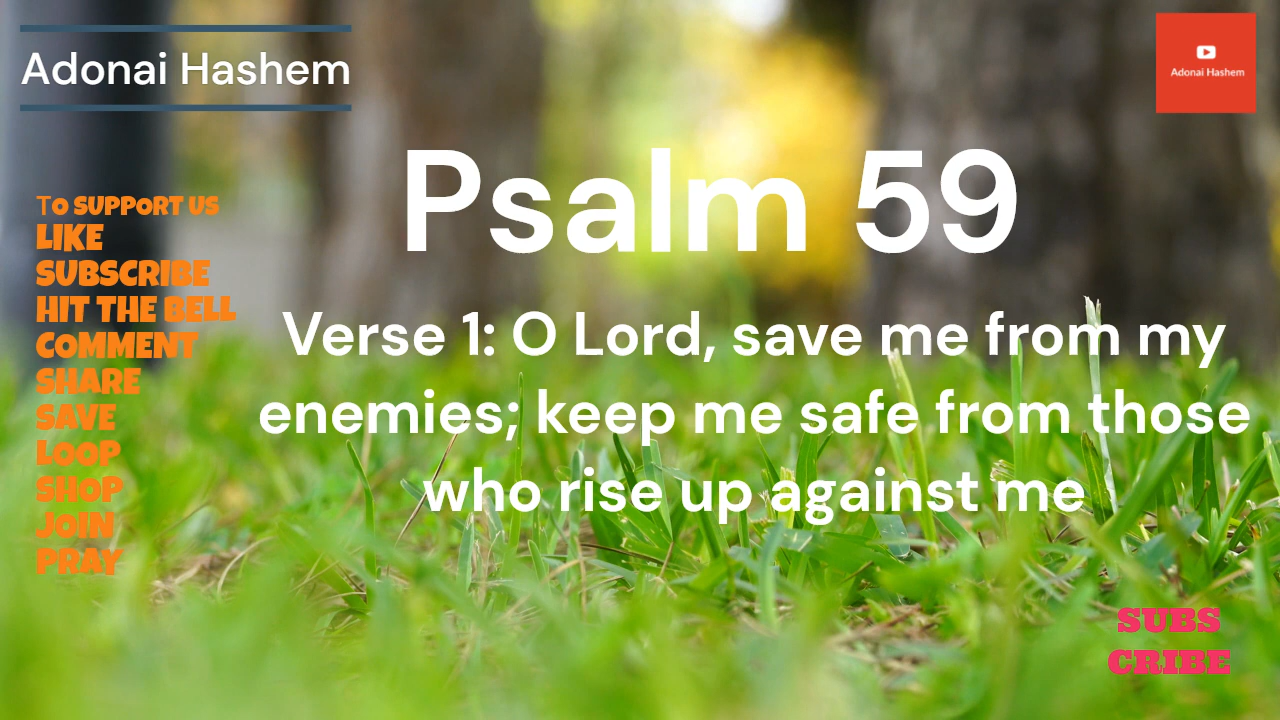 Adonai Hashem
Adonai Hashem
Psalm 59
TO SUPPORT US
LIKE
SUBSCRIBE
HIT THE BELL
COMMENT
SHARE
SAVE
LOOP
SHOP
JOIN
PRAY
Verse 1: O Lord, save me from my
enemies; keep me safe from those
who rise up against me
SUBS
CRIBE